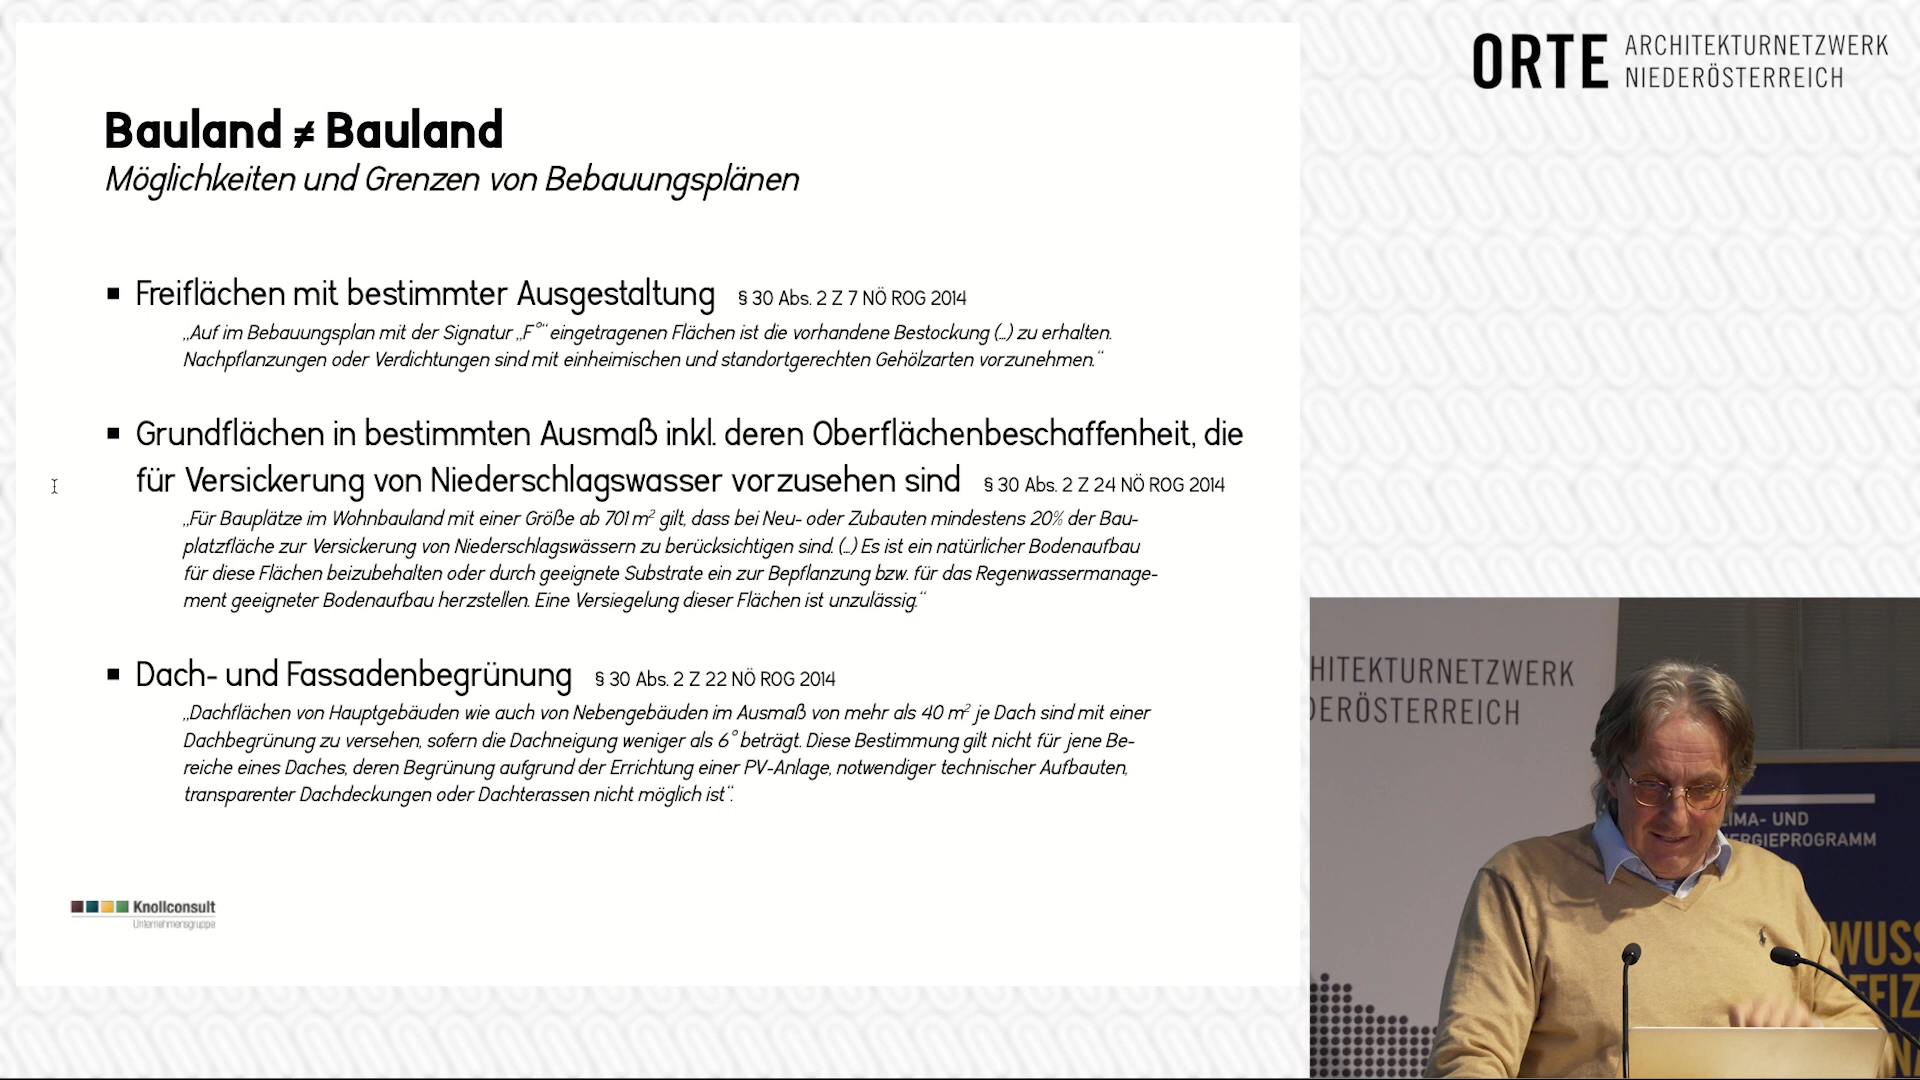 ORTE ARCHITEKTURNETZWERK
NIEDERÖSTERREICH
Bauland ≠ Bauland
Möglichkeiten und Grenzen von Bebauungsplänen
▪ Freiflächen mit bestimmter Ausgestaltung § 30 Abs. 2 Z 7 NÖ ROG 2014
„Auf im Bebauungsplan mit der Signatur „F°“ eingetragenen Flächen ist die vorhandene Bestockung (...) zu erhalten.
Nachpflanzungen oder Verdichtungen sind mit einheimischen und standortgerechten Gehölzarten vorzunehmen.“
▪ Grundflächen in bestimmten Ausmaß inkl. deren Oberflächenbeschaffenheit, die
für Versickerung von Niederschlagswasser vorzusehen sind § 30 Abs. 2 Z 24 NÖ ROG 2014
„Für Bauplätze im Wohnbauland mit einer Größe ab 701 m² gilt, dass bei Neu- oder Zubauten mindestens 20% der Bau-
platzfläche zur Versickerung von Niederschlagswässern zu berücksichtigen sind. (...) Es ist ein natürlicher Bodenaufbau
für diese Flächen beizubehalten oder durch geeignete Substrate ein zur Bepflanzung bzw. für das Regenwassermanage-
ment geeigneter Bodenaufbau herzstellen. Eine Versiegelung dieser Flächen ist unzulässig.“
▪ Dach- und Fassadenbegrünung § 30 Abs. 2 Z 22 NÖ ROG 2014
„Dachflächen von Hauptgebäuden wie auch von Nebengebäuden im Ausmaß von mehr als 40 m² je Dach sind mit einer
Dachbegrünung zu versehen, sofern die Dachneigung weniger als 6° beträgt. Diese Bestimmung gilt nicht für jene Be-
reiche eines Daches, deren Begrünung aufgrund der Errichtung einer PV-Anlage, notwendiger technischer Aufbauten,
transparenter Dachdeckungen oder Dachterassen nicht möglich ist“.
Knollconsult
Unternehmensgruppe
HITEKTURNETZWERK
DERÖSTERREICH
LIMA- UND
ERGIEPROGRAMM
WUSS
FFIZ
NA